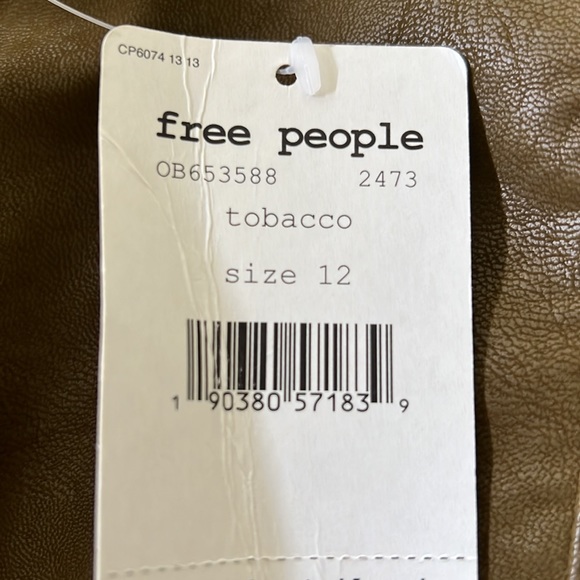 CP6074 13 13
free people
OB653588 2473
tobacco
size 12
1 90380 57183 9